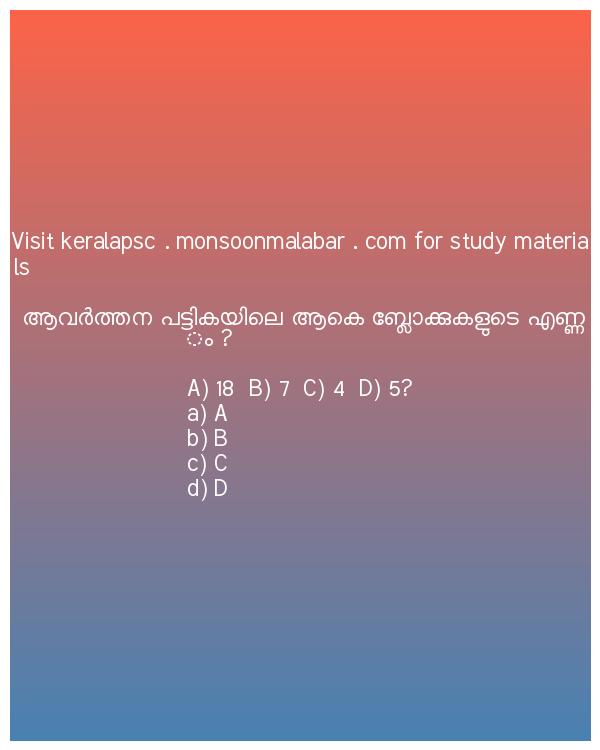 Visit keralapsc . monsoonmalabar . com for study materia
ls
ആവർത്തന പട്ടികയിലെ ആകെ ബ്ലോക്കുകളുടെ എണ്ണ
ം ?
A) 18 B) 7 C) 4 D) 5?
a) A
b) B
c) C
d) D